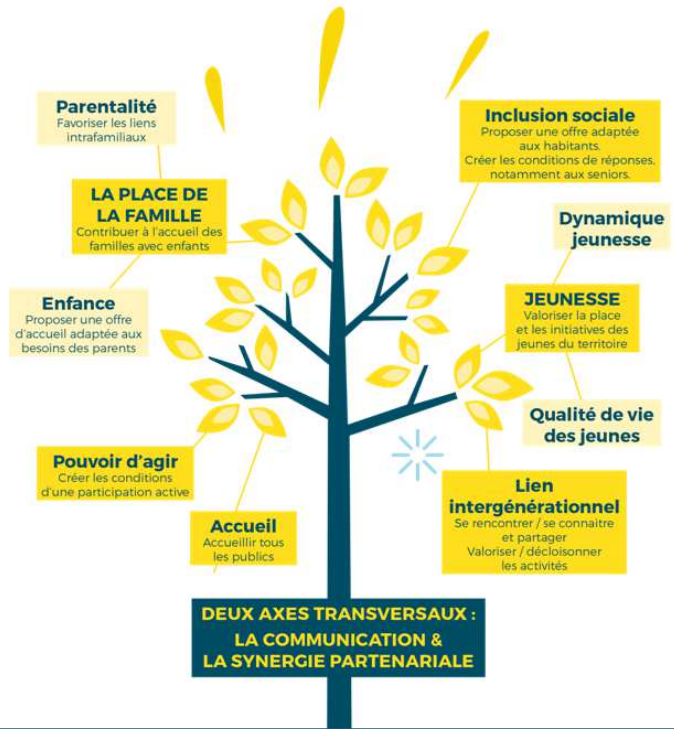 Parentalité
Favoriser les liens
intrafamiliaux
LA PLACE DE
LA FAMILLE
Contribuer à l'accueil des
familles avec enfants
Enfance
Proposer une offre
d'accueil adaptée aux
besoins des parents
Pouvoir d'agir
Créer les conditions
d'une participation active
Accueil
Accueillir tous
les publics
Inclusion sociale
Proposer une offre adaptée
aux habitants.
Créer les conditions de réponses,
notamment aux seniors.
Dynamique
jeunesse
JEUNESSE
Valoriser la place
et les initiatives des
jeunes du territoire
Qualité de vie
des jeunes
Lien
intergénérationnel
Se rencontrer / se connaitre
et partager
Valoriser / décloisonner
les activités
DEUX AXES TRANSVERSAUX :
LA COMMUNICATION &
LA SYNERGIE PARTENARIALE